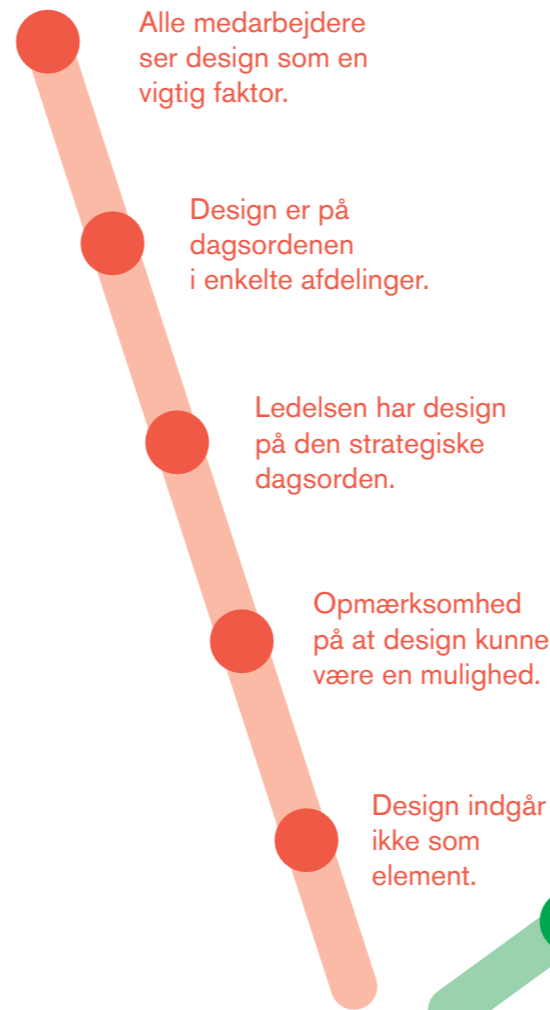 Alle medarbejdere
ser design som en
vigtig faktor.
Design er på
dagsordenen
i enkelte afdelinger.
Ledelsen har design
på den strategiske
dagsorden.
Opmærksomhed
på at design kunne
være en mulighed.
Design indgår
ikke som
element.